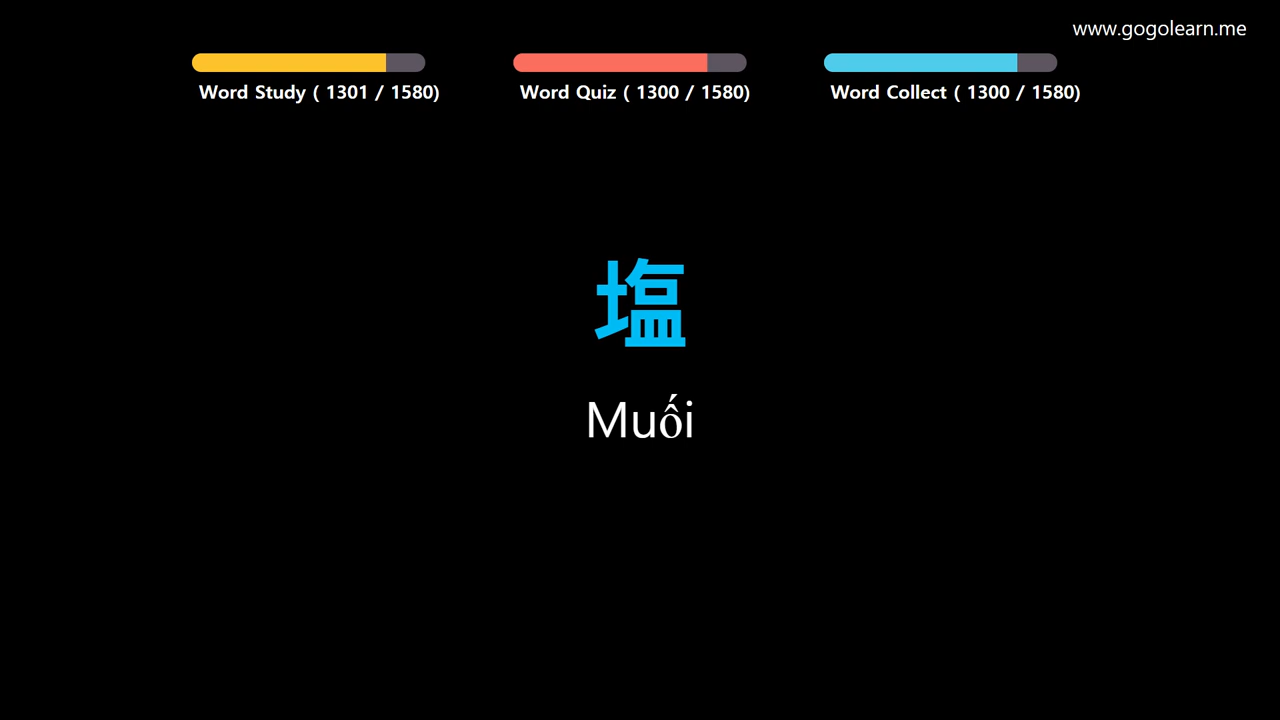 www.gogolearn.me
Word Study ( 1301 / 1580)
Word Quiz ( 1300 / 1580)
Word Collect ( 1300 / 1580)
塩
Muối